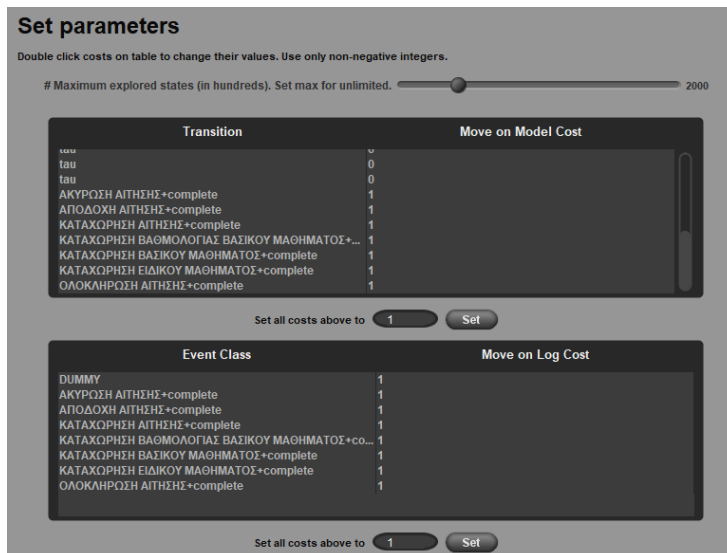 Set parameters
Double click costs on table to change their values. Use only non-negative integers.
# Maximum explored states (in hundreds). Set max for unlimited. 2000
Transition Move on Model Cost
tau 0
tau 0
tau 0
ΑΚΥΡΩΣΗ ΑΙΤΗΣΗΣ+complete 1
ΑΠΟΔΟΧΗ ΑΙΤΗΣΗΣ+complete 1
ΚΑΤΑΧΩΡΗΣΗ ΑΙΤΗΣΗΣ+complete 1
ΚΑΤΑΧΩΡΗΣΗ ΒΑΘΜΟΛΟΓΙΑΣ ΒΑΣΙΚΟΥ ΜΑΘΗΜΑΤΟΣ+... 1
ΚΑΤΑΧΩΡΗΣΗ ΒΑΣΙΚΟΥ ΜΑΘΗΜΑΤΟΣ+complete 1
ΚΑΤΑΧΩΡΗΣΗ ΕΙΔΙΚΟΥ ΜΑΘΗΜΑΤΟΣ+complete 1
ΟΛΟΚΛΗΡΩΣΗ ΑΙΤΗΣΗΣ+complete 1
Set all costs above to 1 Set
Event Class Move on Log Cost
DUMMY 1
ΑΚΥΡΩΣΗ ΑΙΤΗΣΗΣ+complete 1
ΑΠΟΔΟΧΗ ΑΙΤΗΣΗΣ+complete 1
ΚΑΤΑΧΩΡΗΣΗ ΑΙΤΗΣΗΣ+complete 1
ΚΑΤΑΧΩΡΗΣΗ ΒΑΘΜΟΛΟΓΙΑΣ ΒΑΣΙΚΟΥ ΜΑΘΗΜΑΤΟΣ+co... 1
ΚΑΤΑΧΩΡΗΣΗ ΒΑΣΙΚΟΥ ΜΑΘΗΜΑΤΟΣ+complete 1
ΚΑΤΑΧΩΡΗΣΗ ΕΙΔΙΚΟΥ ΜΑΘΗΜΑΤΟΣ+complete 1
ΟΛΟΚΛΗΡΩΣΗ ΑΙΤΗΣΗΣ+complete 1
Set all costs above to 1 Set